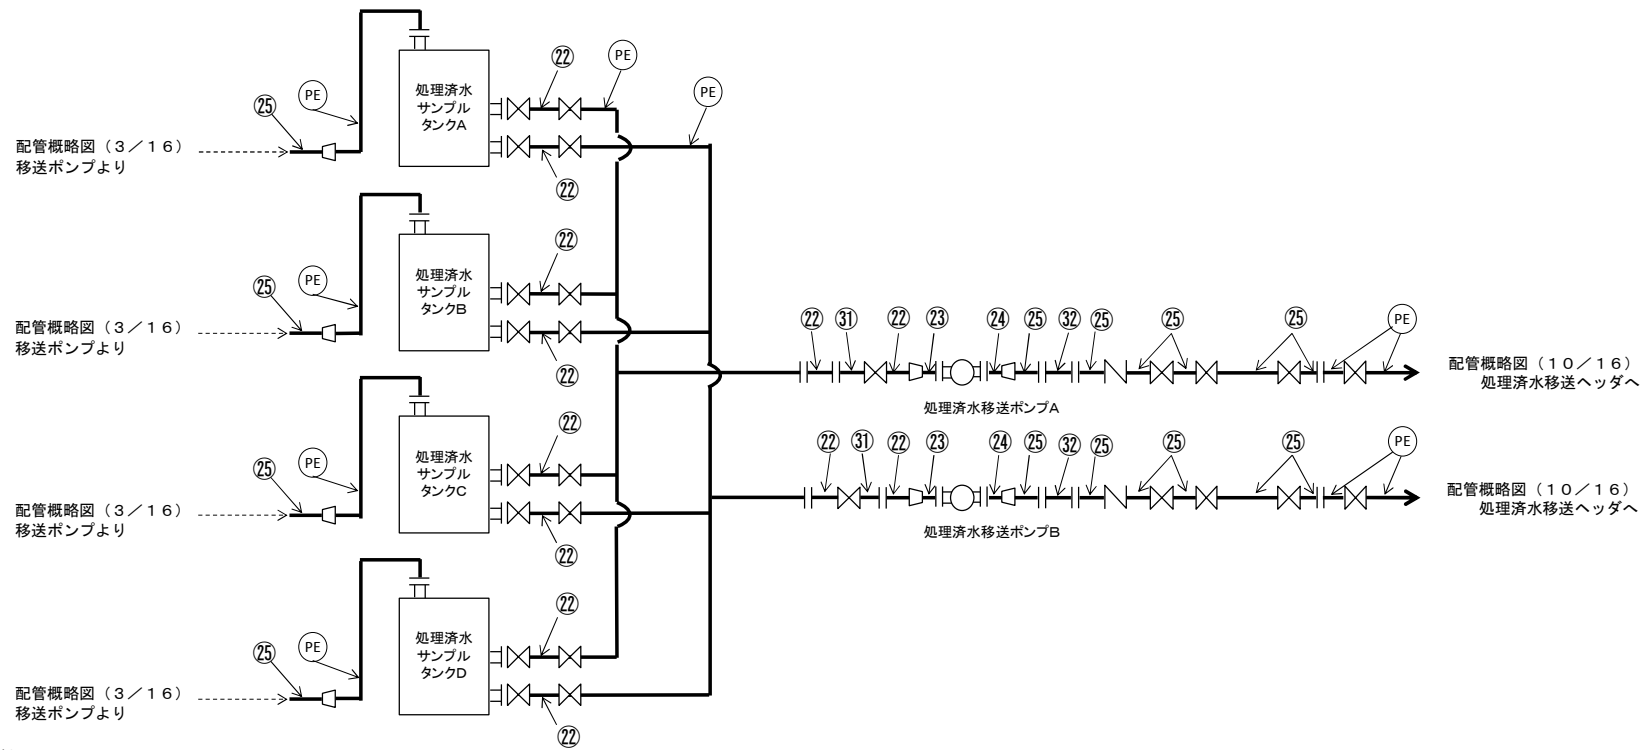 ㉕
PE
処理済水
サンプル
タンクA
㉒
PE
PE
㉒
配管概略図(3/16)
移送ポンプより
㉕
PE
処理済水
サンプル
タンクB
㉒
㉒
配管概略図(3/16)
移送ポンプより
㉕
PE
処理済水
サンプル
タンクC
㉒
㉒
配管概略図(3/16)
移送ポンプより
㉕
PE
処理済水
サンプル
タンクD
㉒
㉒
配管概略図(3/16)
移送ポンプより
㉒ ㉛ ㉒ ㉓ ㉔ ㉕ ㉜ ㉕ ㉕ ㉕ PE
処理済水移送ポンプA
配管概略図(10/16)
処理済水移送ヘッダへ
㉒ ㉛ ㉒ ㉓ ㉔ ㉕ ㉜ ㉕ ㉕ ㉕ PE
処理済水移送ポンプB
配管概略図(10/16)
処理済水移送ヘッダへ